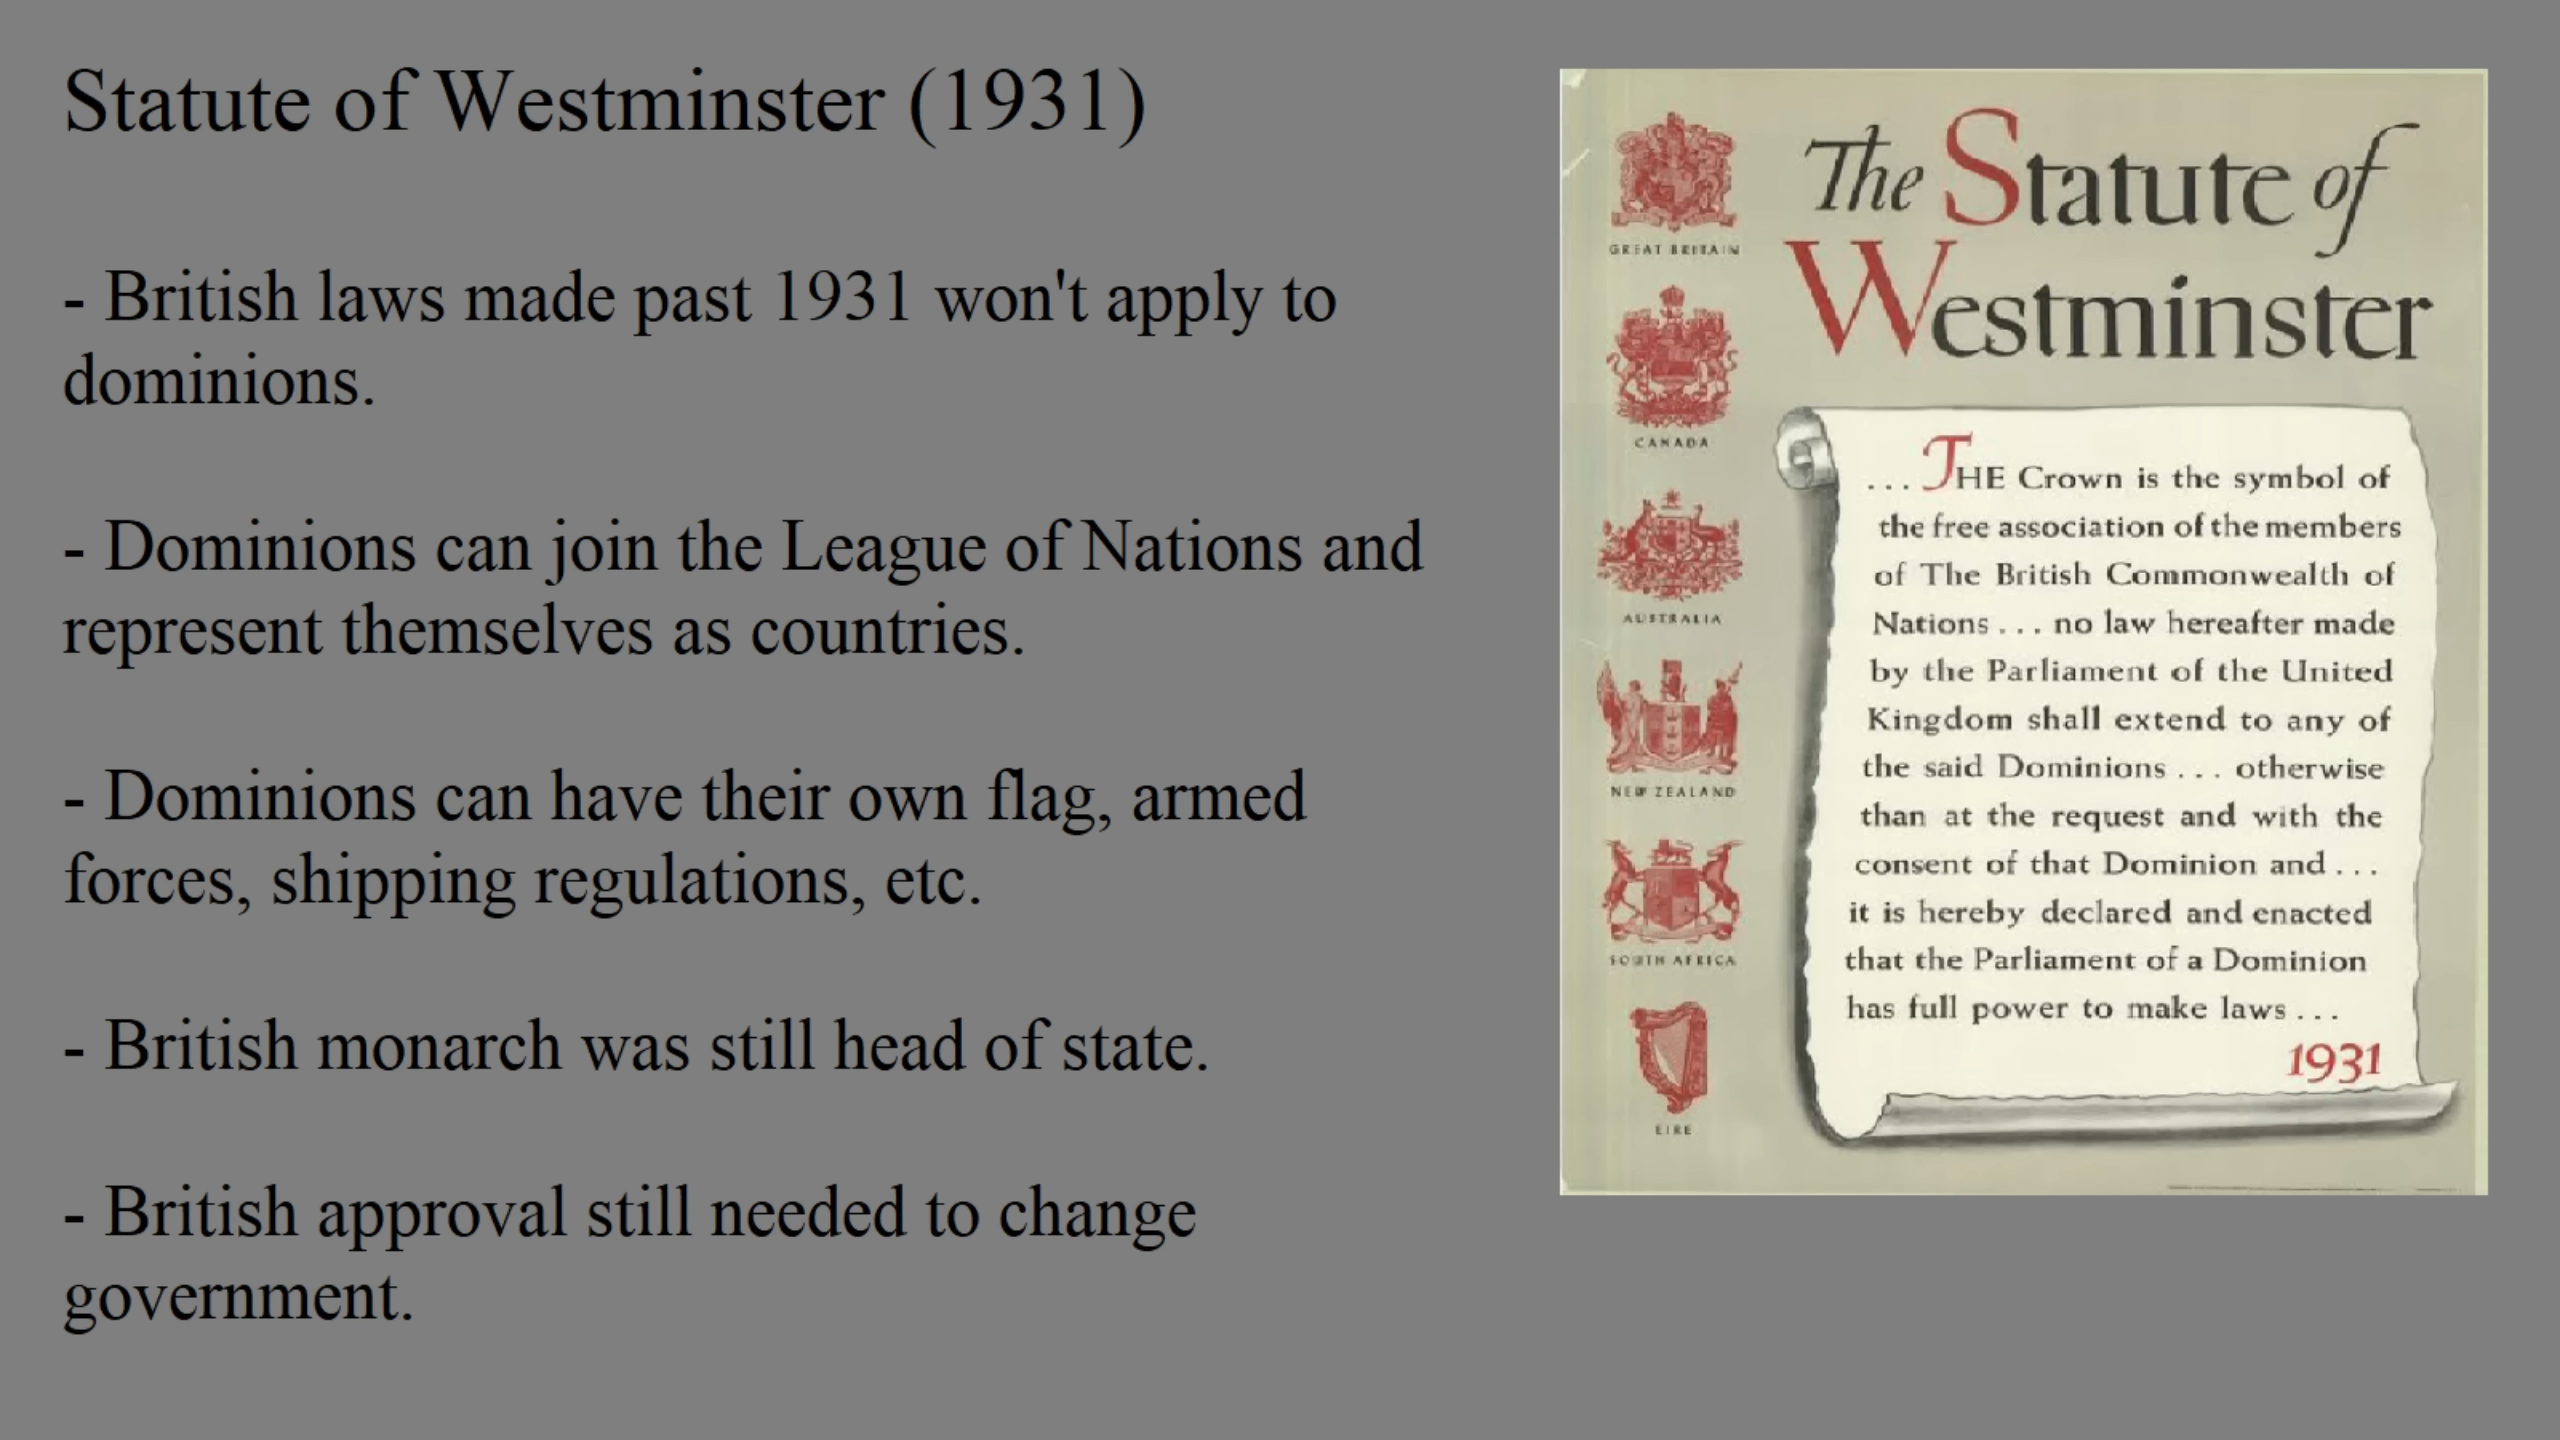 Statute of Westminster (1931)
- British laws made past 1931 won't apply to
dominions.
- Dominions can join the League of Nations and
represent themselves as countries.
- Dominions can have their own flag, armed
forces, shipping regulations, etc.
- British monarch was still head of state.
- British approval still needed to change
government.
The Statute of
Westminster
GREAT BRITAIN
CANADA
AUSTRALIA
NEW ZEALAND
SOUTH AFRICA
EIRE
... THE Crown is the symbol of
the free association of the members
of The British Commonwealth of
Nations ... no law hereafter made
by the Parliament of the United
Kingdom shall extend to any of
the said Dominions ... otherwise
than at the request and with the
consent of that Dominion and ...
it is hereby declared and enacted
that the Parliament of a Dominion
has full power to make laws ...
1931